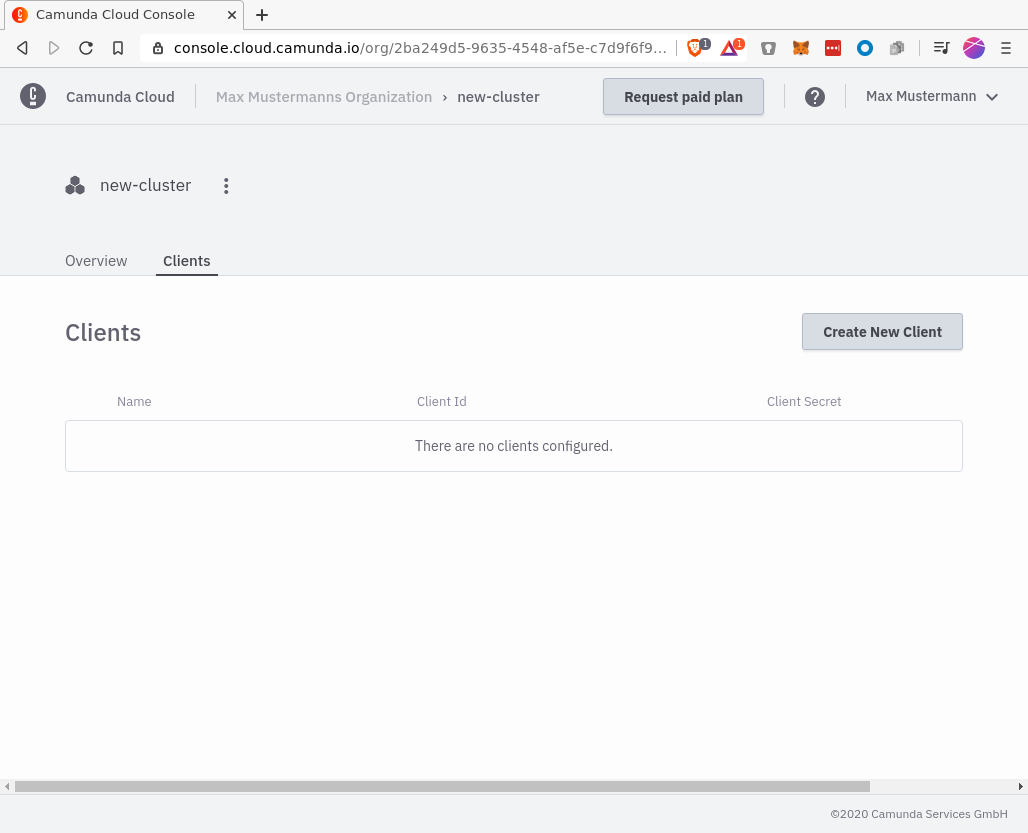 Camunda Cloud Console
console.cloud.camunda.io/org/2ba249d5-9635-4548-af5e-c7d9f6f9...
1
1
Camunda Cloud
Max Mustermanns Organization › new-cluster
Request paid plan
?
Max Mustermann
new-cluster
Overview
Clients
Clients
Create New Client
Name
Client Id
Client Secret
There are no clients configured.
©2020 Camunda Services GmbH